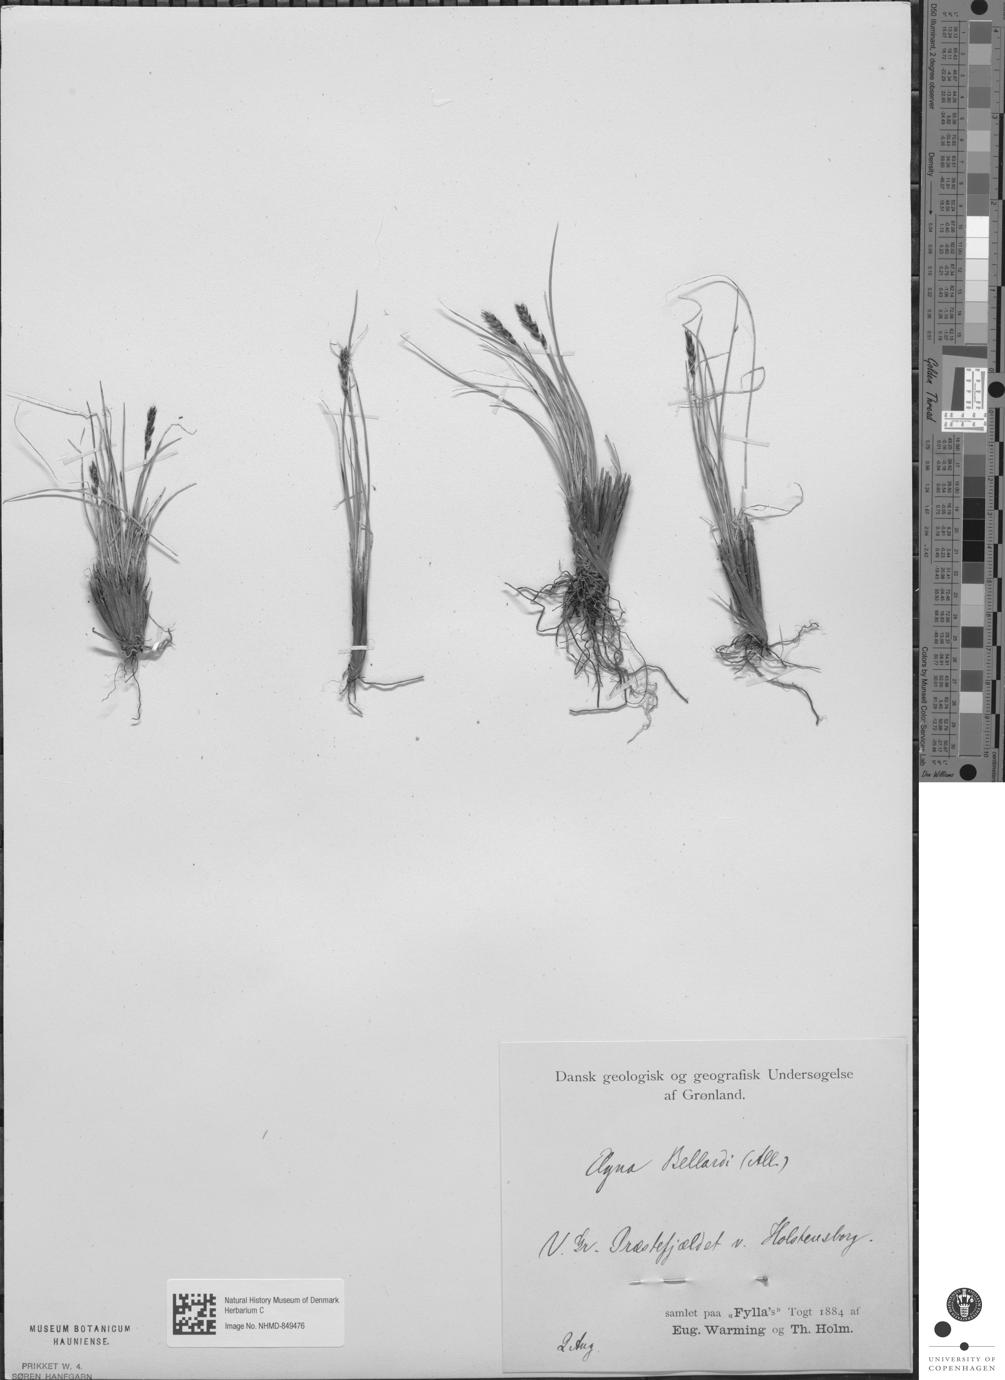 Dansk geologisk og geografisk Undersøgelse
af Grønland.
Elyna Bellardi (All.)
V. Gr. Præstefjældet v. Holstensborg.
samlet paa „Fylla's" Togt 1884 af
Eug. Warming og Th. Holm.
2 Aug.
Natural History Museum of Denmark
Herbarium C
Image No. NHMD-849476
MUSEUM BOTANICUM
HAUNIENSE.
PRIKKET W. 4.
SØREN HANFGARN
D50 Illuminant, 2 degree observer
Density
Golden Thread
Colors by Munsell Color Services Lab
Don Williams
UNIVERSITY OF
COPENHAGEN